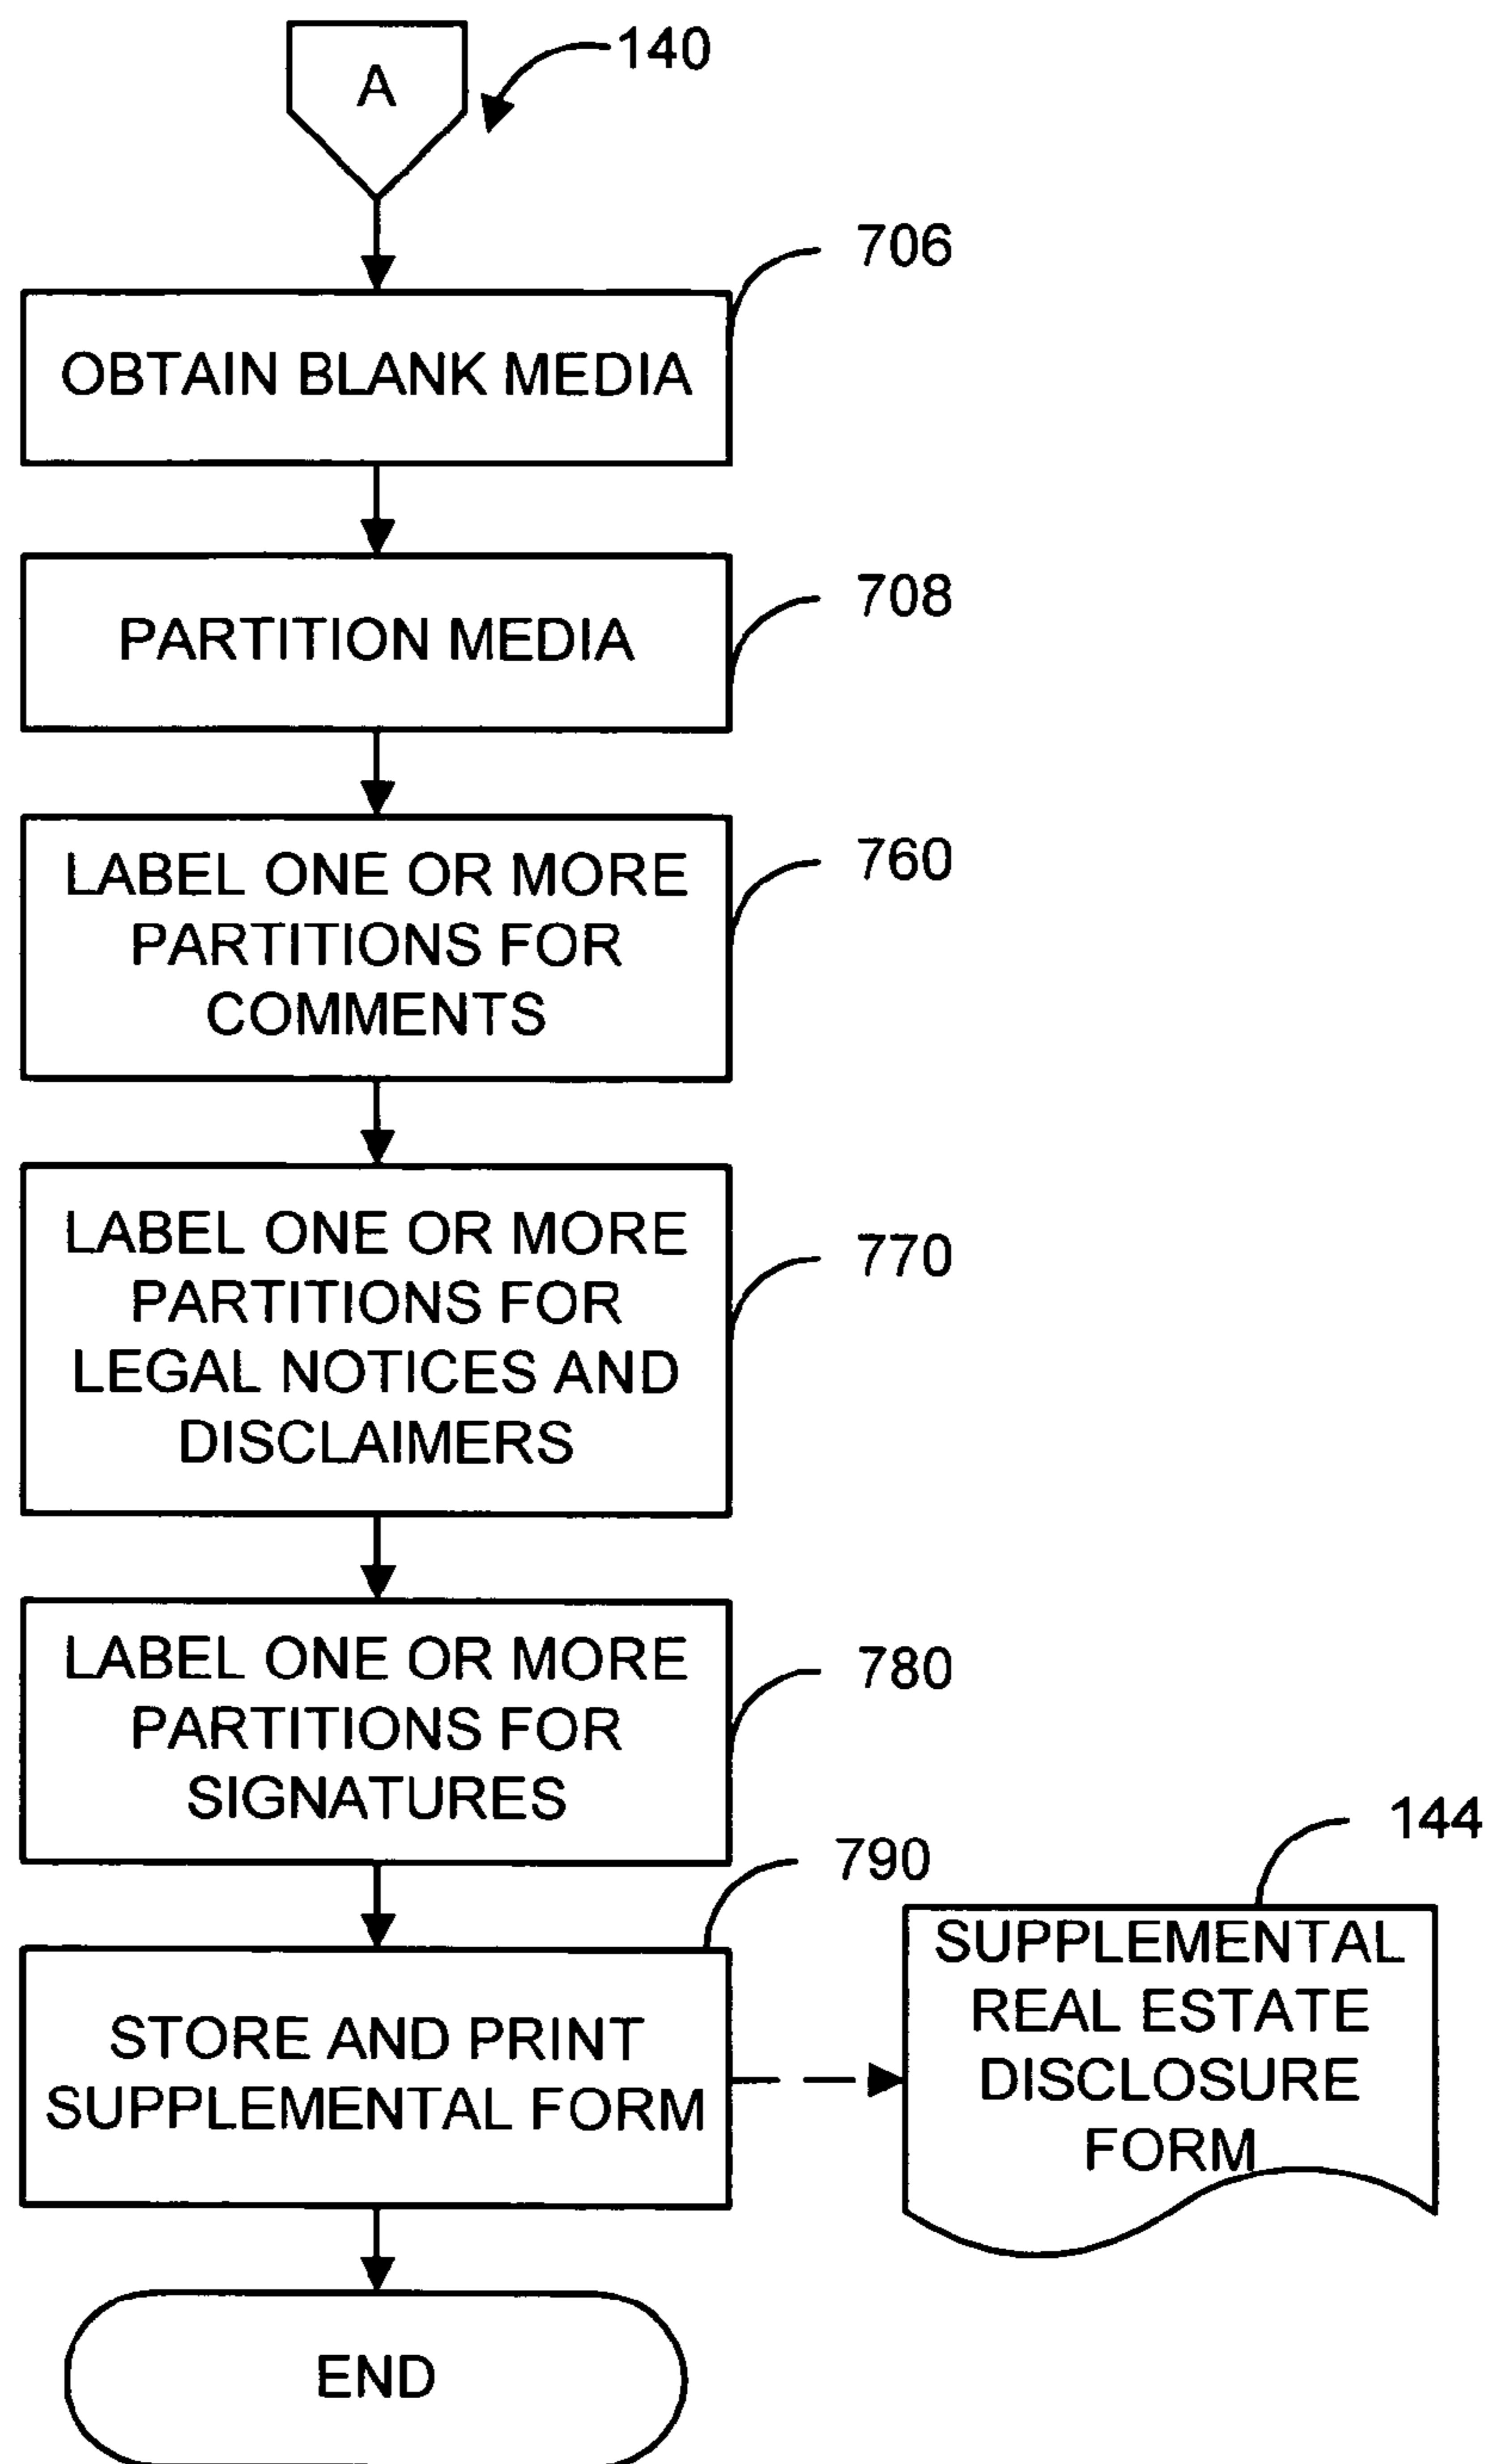 A
140
706
OBTAIN BLANK MEDIA
708
PARTITION MEDIA
760
LABEL ONE OR MORE
PARTITIONS FOR
COMMENTS
770
LABEL ONE OR MORE
PARTITIONS FOR
LEGAL NOTICES AND
DISCLAIMERS
780
LABEL ONE OR MORE
PARTITIONS FOR
SIGNATURES
790
STORE AND PRINT
SUPPLEMENTAL FORM
144
SUPPLEMENTAL
REAL ESTATE
DISCLOSURE
FORM
END